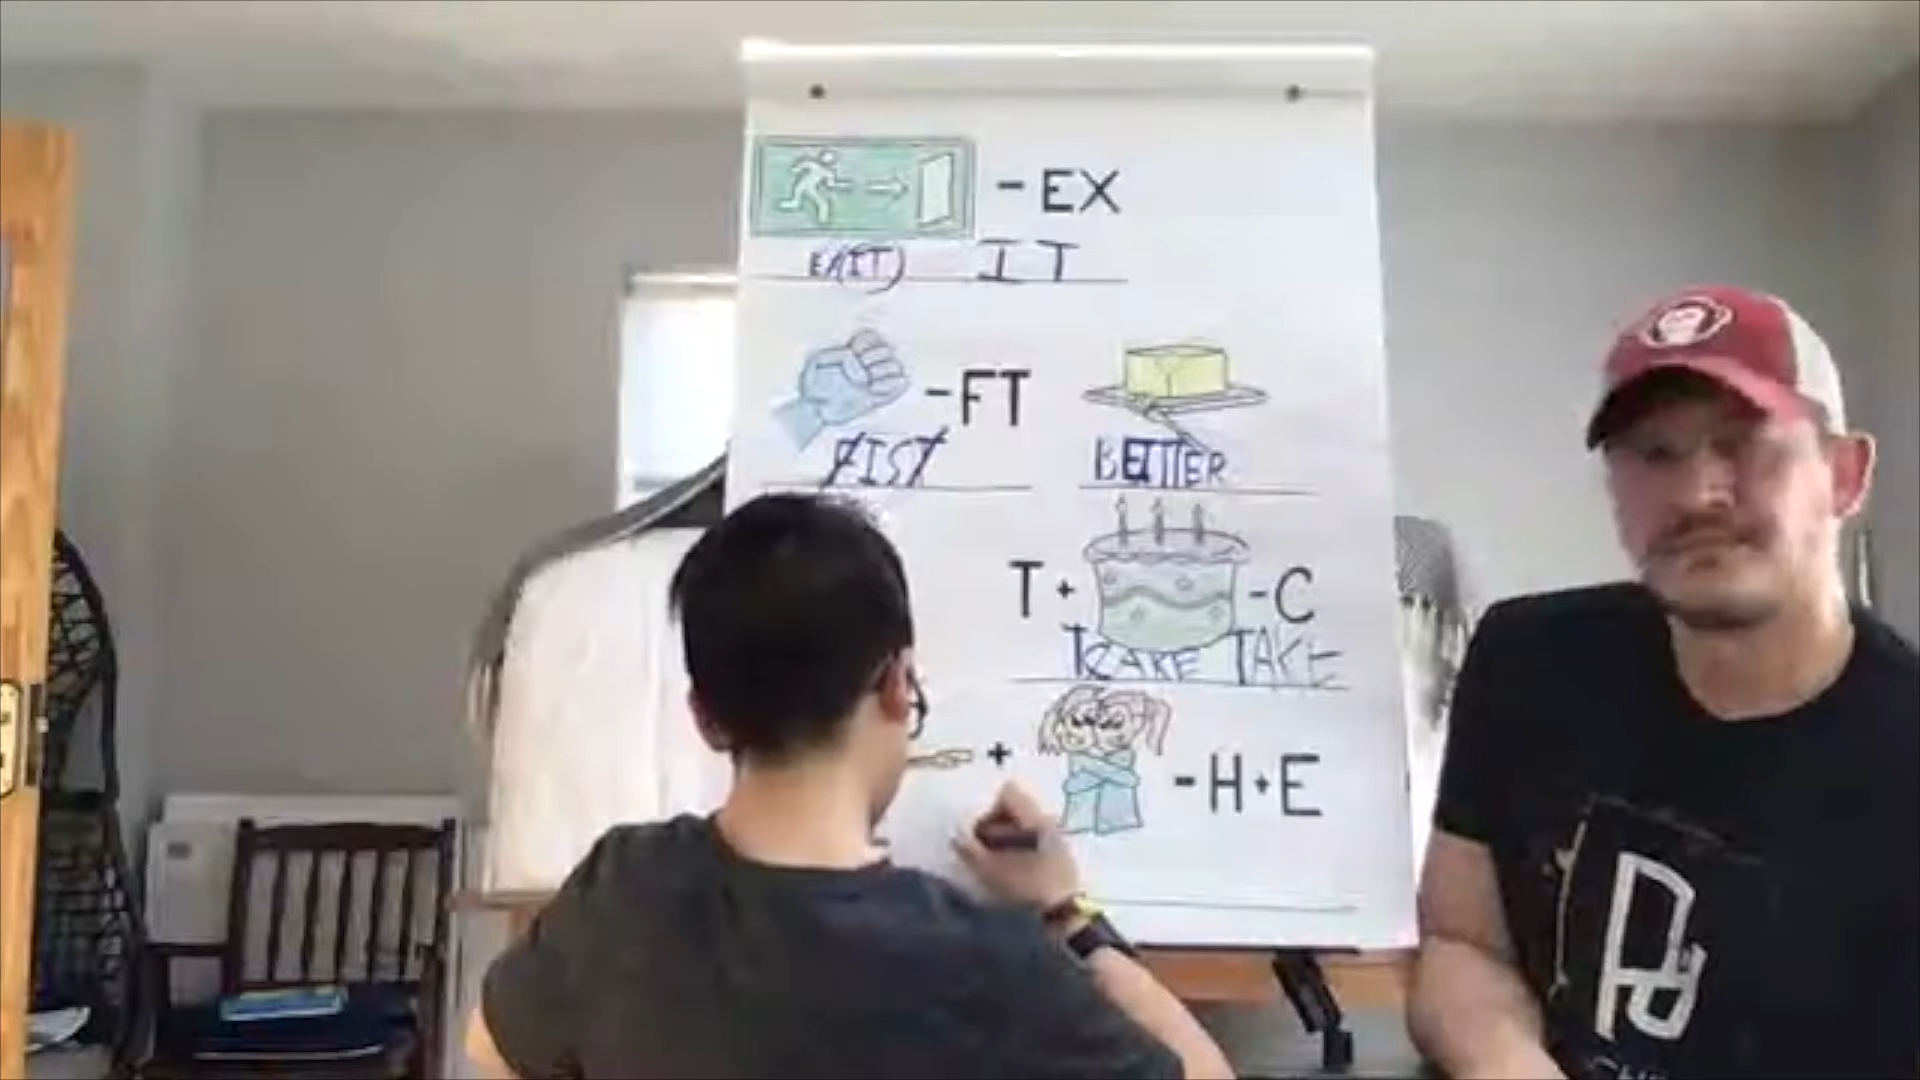 - EX
EXIT IT
- FT
FIST BETTER
T + - C
TCAKE TAKE
+ - H + E